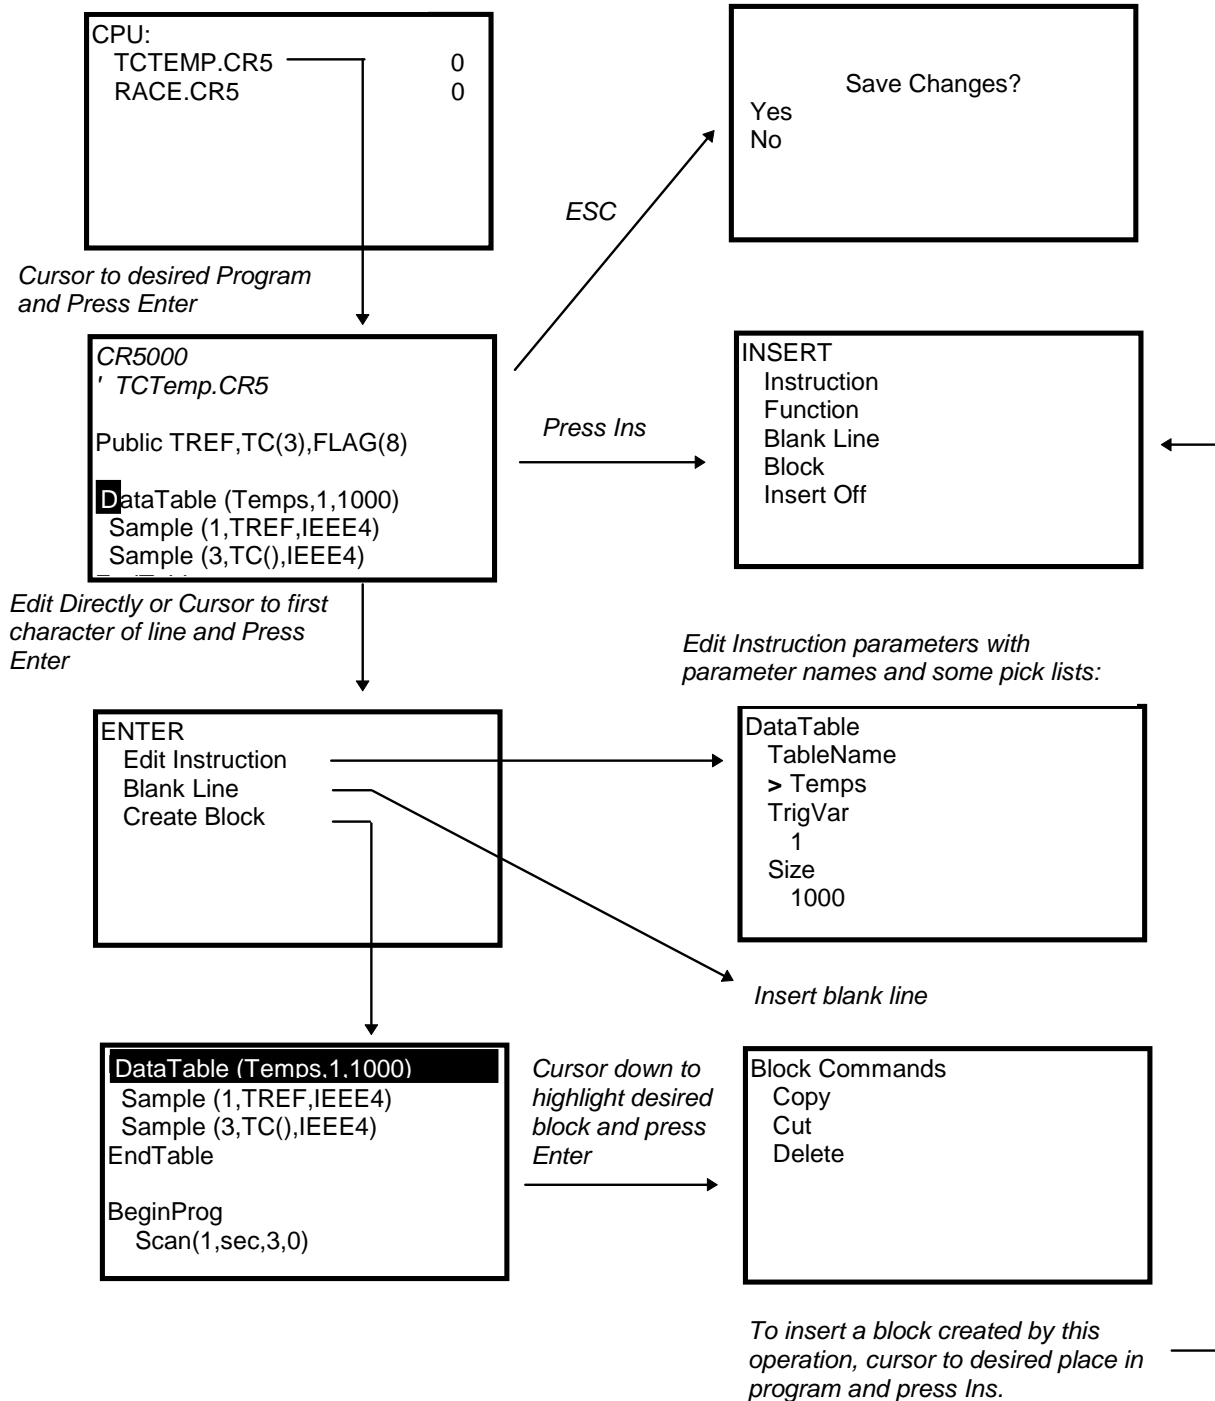 CPU:
TCTEMP.CR5 0
RACE.CR5 0
Save Changes?
Yes
No
ESC
Cursor to desired Program
and Press Enter
CR5000
' TCTemp.CR5
Public TREF,TC(3),FLAG(8)
DataTable (Temps,1,1000)
Sample (1,TREF,IEEE4)
Sample (3,TC(),IEEE4)
Press Ins
INSERT
Instruction
Function
Blank Line
Block
Insert Off
Edit Directly or Cursor to first
character of line and Press
Enter
Edit Instruction parameters with
parameter names and some pick lists:
ENTER
Edit Instruction
Blank Line
Create Block
DataTable
TableName
> Temps
TrigVar
1
Size
1000
Insert blank line
DataTable (Temps,1,1000)
Sample (1,TREF,IEEE4)
Sample (3,TC(),IEEE4)
EndTable
BeginProg
Scan(1,sec,3,0)
Cursor down to
highlight desired
block and press
Enter
Block Commands
Copy
Cut
Delete
To insert a block created by this
operation, cursor to desired place in
program and press Ins.